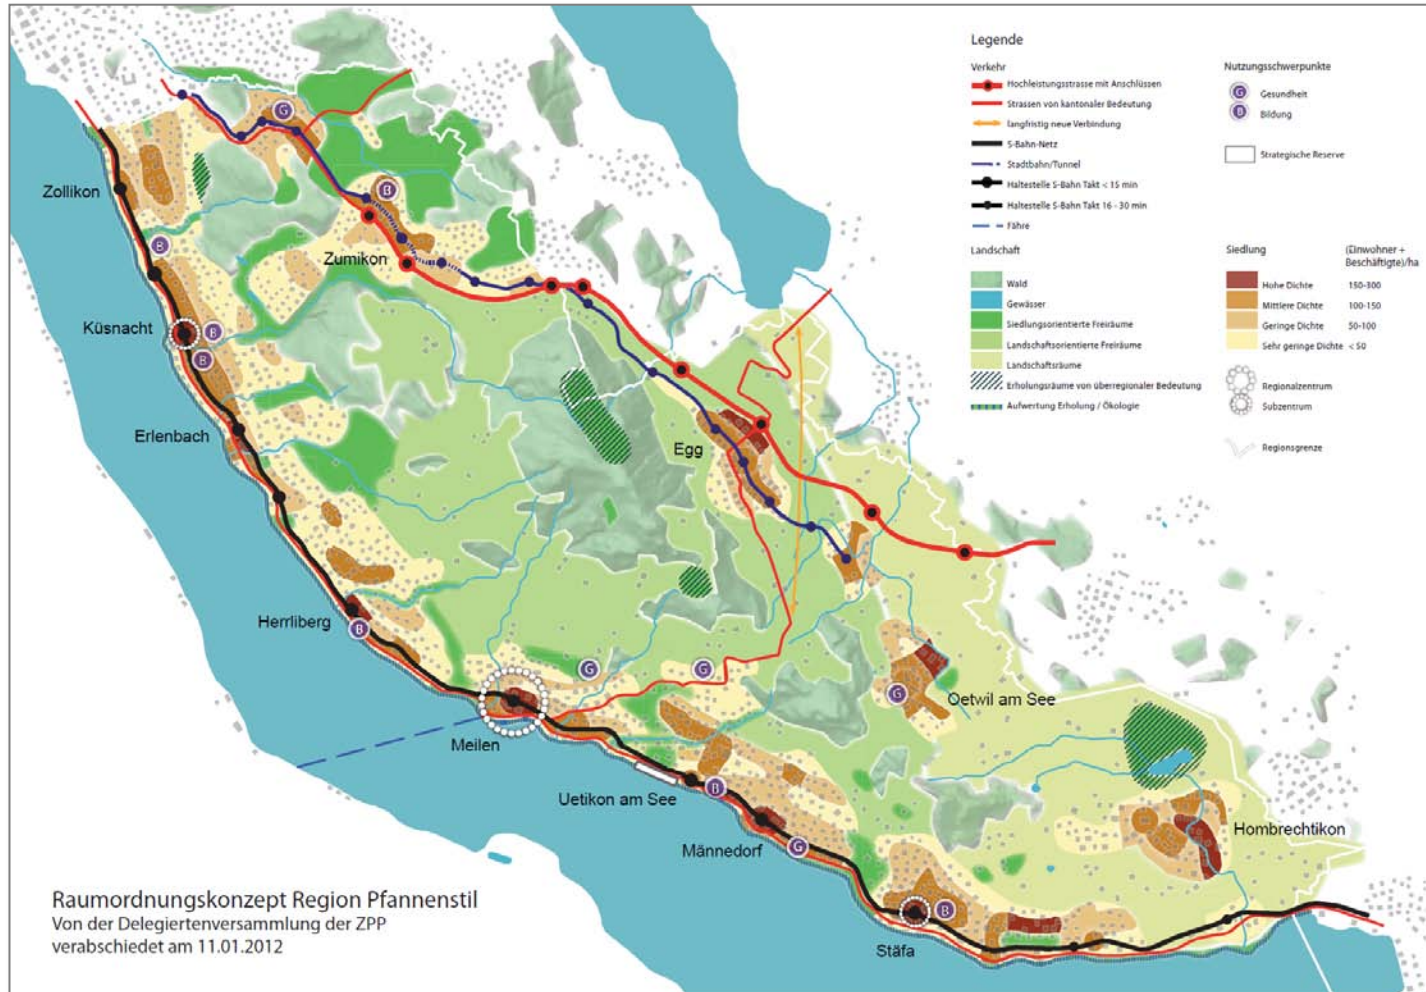 Legende
Verkehr
Hochleistungsstrasse mit Anschlüssen
Strassen von kantonaler Bedeutung
langfristig neue Verbindung
S-Bahn-Netz
Stadtbahn/Tunnel
Haltestelle S-Bahn Takt < 15 min
Haltestelle S-Bahn Takt 16 - 30 min
Fähre
Nutzungsschwerpunkte
G Gesundheit
B Bildung
Strategische Reserve
Landschaft
Wald
Gewässer
Siedlungsorientierte Freiräume
Landschaftsorientierte Freiräume
Landschaftsräume
Erholungsräume von überregionaler Bedeutung
Aufwertung Erholung / Ökologie
Siedlung (Einwohner +
Beschäftigte)/ha
Hohe Dichte 150-300
Mittlere Dichte 100-150
Geringe Dichte 50-100
Sehr geringe Dichte < 50
Regionalzentrum
Subzentrum
Regionsgrenze
G
Zollikon
B
B
Zumikon
Küsnacht
B
B
Erlenbach
Egg
Herrliberg
B
G
G
G
Oetwil am See
Meilen
Uetikon am See
B
Männedorf
G
Hombrechtikon
B
Stäfa
Raumordnungskonzept Region Pfannenstil
Von der Delegiertenversammlung der ZPP
verabschiedet am 11.01.2012